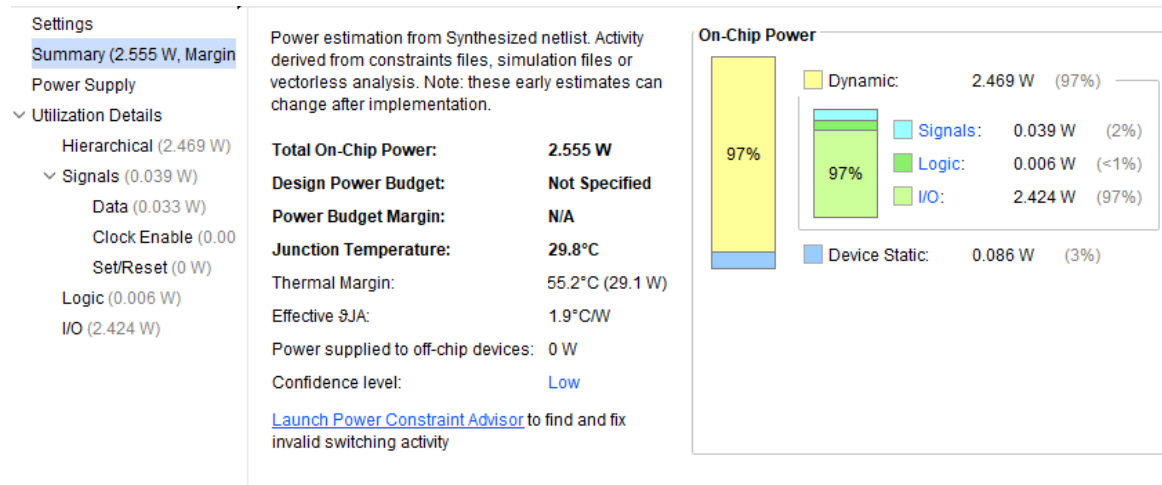 Settings
Summary (2.555 W, Margin
Power Supply
Utilization Details
Hierarchical (2.469 W)
Signals (0.039 W)
Data (0.033 W)
Clock Enable (0.00
Set/Reset (0 W)
Logic (0.006 W)
I/O (2.424 W)
Power estimation from Synthesized netlist. Activity
derived from constraints files, simulation files or
vectorless analysis. Note: these early estimates can
change after implementation.
Total On-Chip Power: 2.555 W
Design Power Budget: Not Specified
Power Budget Margin: N/A
Junction Temperature: 29.8°C
Thermal Margin: 55.2°C (29.1 W)
Effective ϑJA: 1.9°C/W
Power supplied to off-chip devices: 0 W
Confidence level: Low
Launch Power Constraint Advisor to find and fix
invalid switching activity
On-Chip Power
Dynamic: 2.469 W (97%)
Signals: 0.039 W (2%)
97%
Logic: 0.006 W (<1%)
97%
I/O: 2.424 W (97%)
Device Static: 0.086 W (3%)